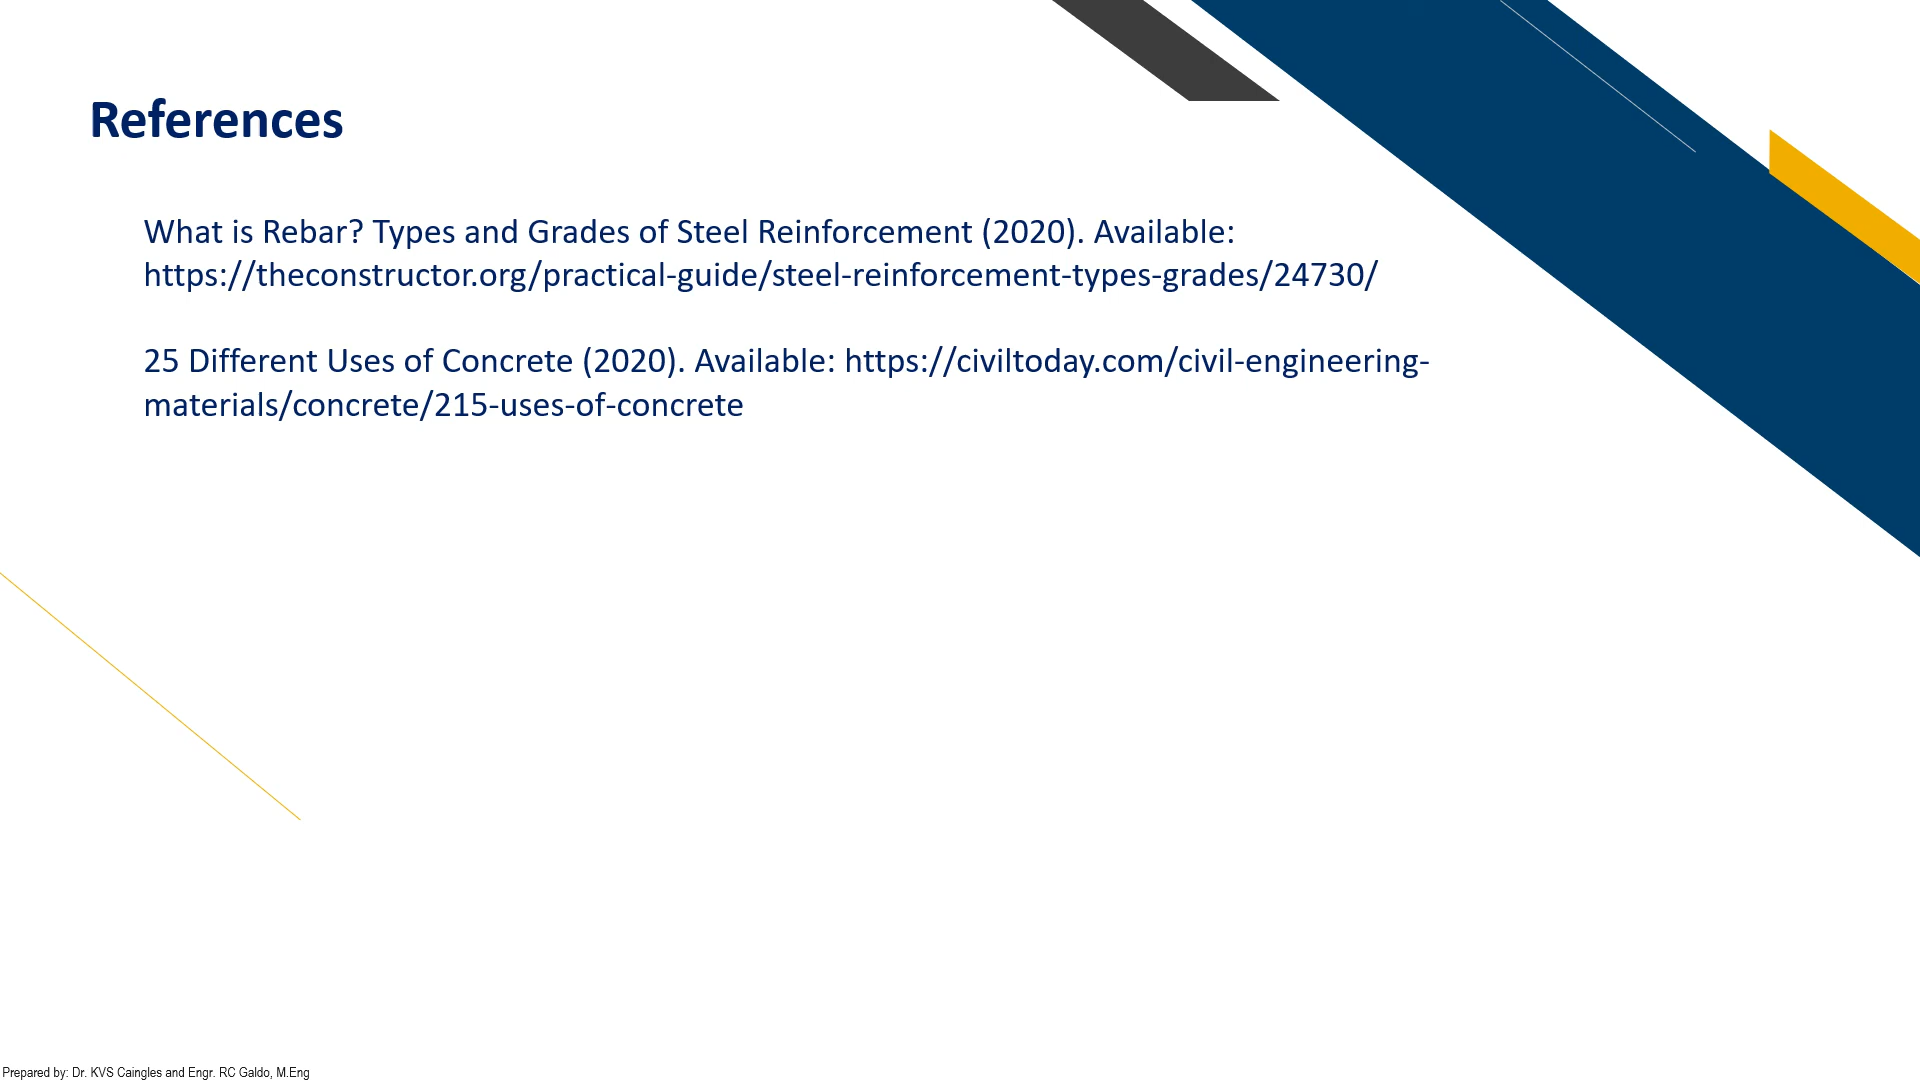 References
What is Rebar? Types and Grades of Steel Reinforcement (2020). Available:
https://theconstructor.org/practical-guide/steel-reinforcement-types-grades/24730/
25 Different Uses of Concrete (2020). Available: https://civiltoday.com/civil-engineering-
materials/concrete/215-uses-of-concrete
Prepared by: Dr. KVS Caingles and Engr. RC Galdo, M.Eng